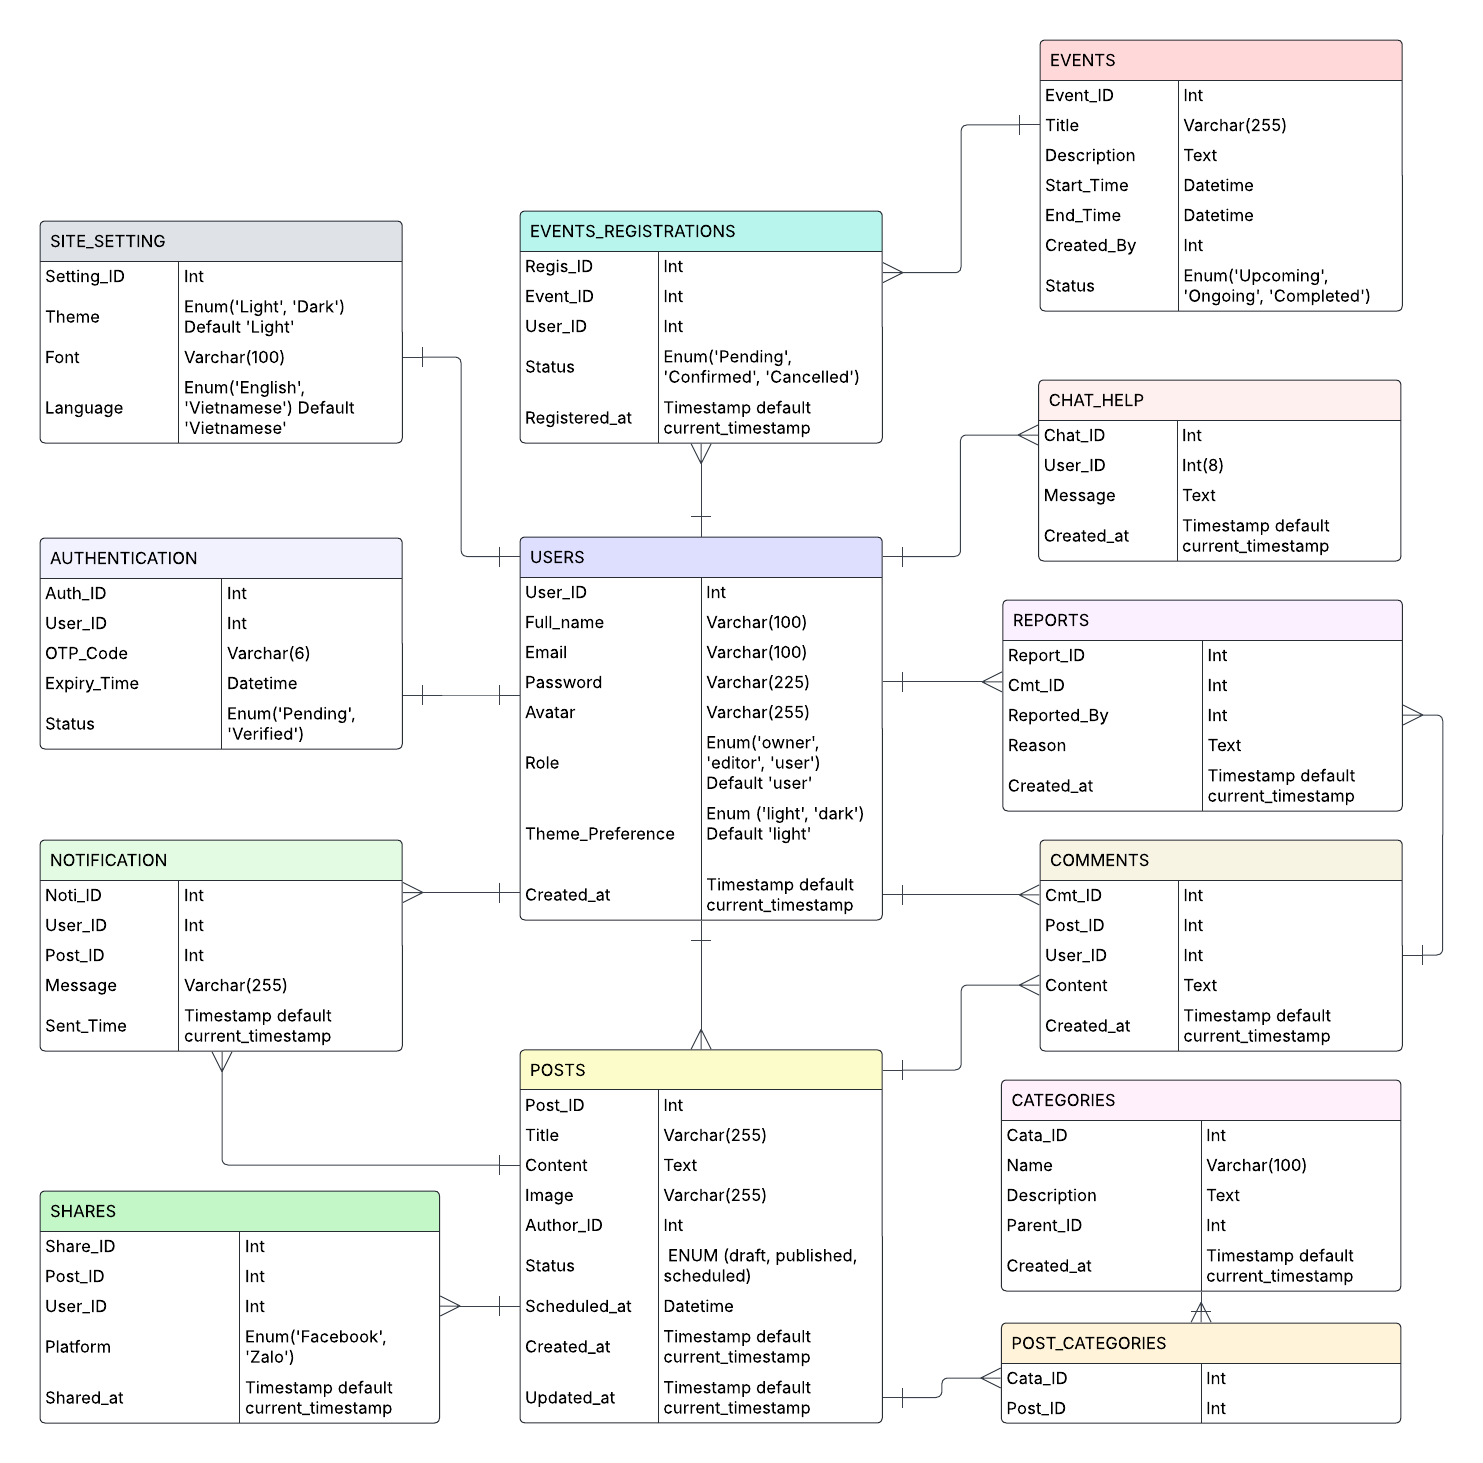 EVENTS
Event_ID Int
Title Varchar(255)
Description Text
Start_Time Datetime
End_Time Datetime
Created_By Int
Status Enum('Upcoming',
'Ongoing', 'Completed')
SITE_SETTING
Setting_ID Int
Theme Enum('Light', 'Dark')
Default 'Light'
Font Varchar(100)
Language Enum('English',
'Vietnamese') Default
'Vietnamese'
EVENTS_REGISTRATIONS
Regis_ID Int
Event_ID Int
User_ID Int
Status Enum('Pending',
'Confirmed', 'Cancelled')
Registered_at Timestamp default
current_timestamp
CHAT_HELP
Chat_ID Int
User_ID Int(8)
Message Text
Created_at Timestamp default
current_timestamp
AUTHENTICATION
Auth_ID Int
User_ID Int
OTP_Code Varchar(6)
Expiry_Time Datetime
Status Enum('Pending',
'Verified')
USERS
User_ID Int
Full_name Varchar(100)
Email Varchar(100)
Password Varchar(225)
Avatar Varchar(255)
Role Enum('owner',
'editor', 'user')
Default 'user'
Theme_Preference Enum ('light', 'dark')
Default 'light'
Created_at Timestamp default
current_timestamp
REPORTS
Report_ID Int
Cmt_ID Int
Reported_By Int
Reason Text
Created_at Timestamp default
current_timestamp
NOTIFICATION
Noti_ID Int
User_ID Int
Post_ID Int
Message Varchar(255)
Sent_Time Timestamp default
current_timestamp
COMMENTS
Cmt_ID Int
Post_ID Int
User_ID Int
Content Text
Created_at Timestamp default
current_timestamp
POSTS
Post_ID Int
Title Varchar(255)
Content Text
Image Varchar(255)
Author_ID Int
Status ENUM (draft, published,
scheduled)
Scheduled_at Datetime
Created_at Timestamp default
current_timestamp
Updated_at Timestamp default
current_timestamp
CATEGORIES
Cata_ID Int
Name Varchar(100)
Description Text
Parent_ID Int
Created_at Timestamp default
current_timestamp
SHARES
Share_ID Int
Post_ID Int
User_ID Int
Platform Enum('Facebook',
'Zalo')
Shared_at Timestamp default
current_timestamp
POST_CATEGORIES
Cata_ID Int
Post_ID Int